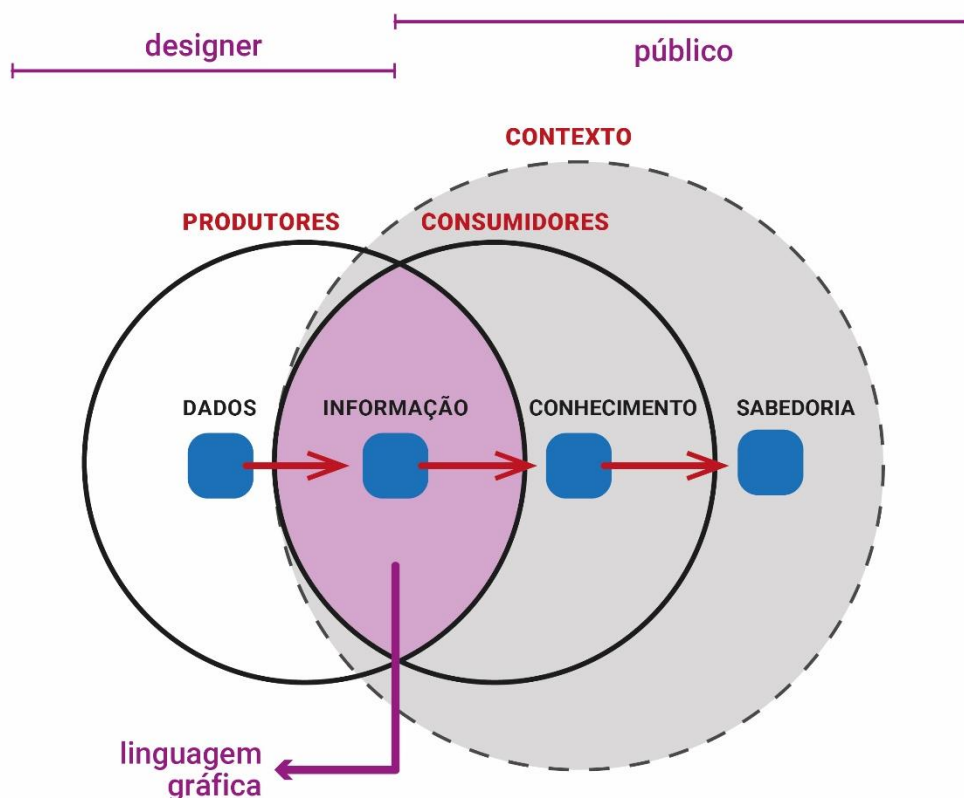 designer
público
CONTEXTO
PRODUTORES
CONSUMIDORES
DADOS
INFORMAÇÃO
CONHECIMENTO
SABEDORIA
linguagem
gráfica